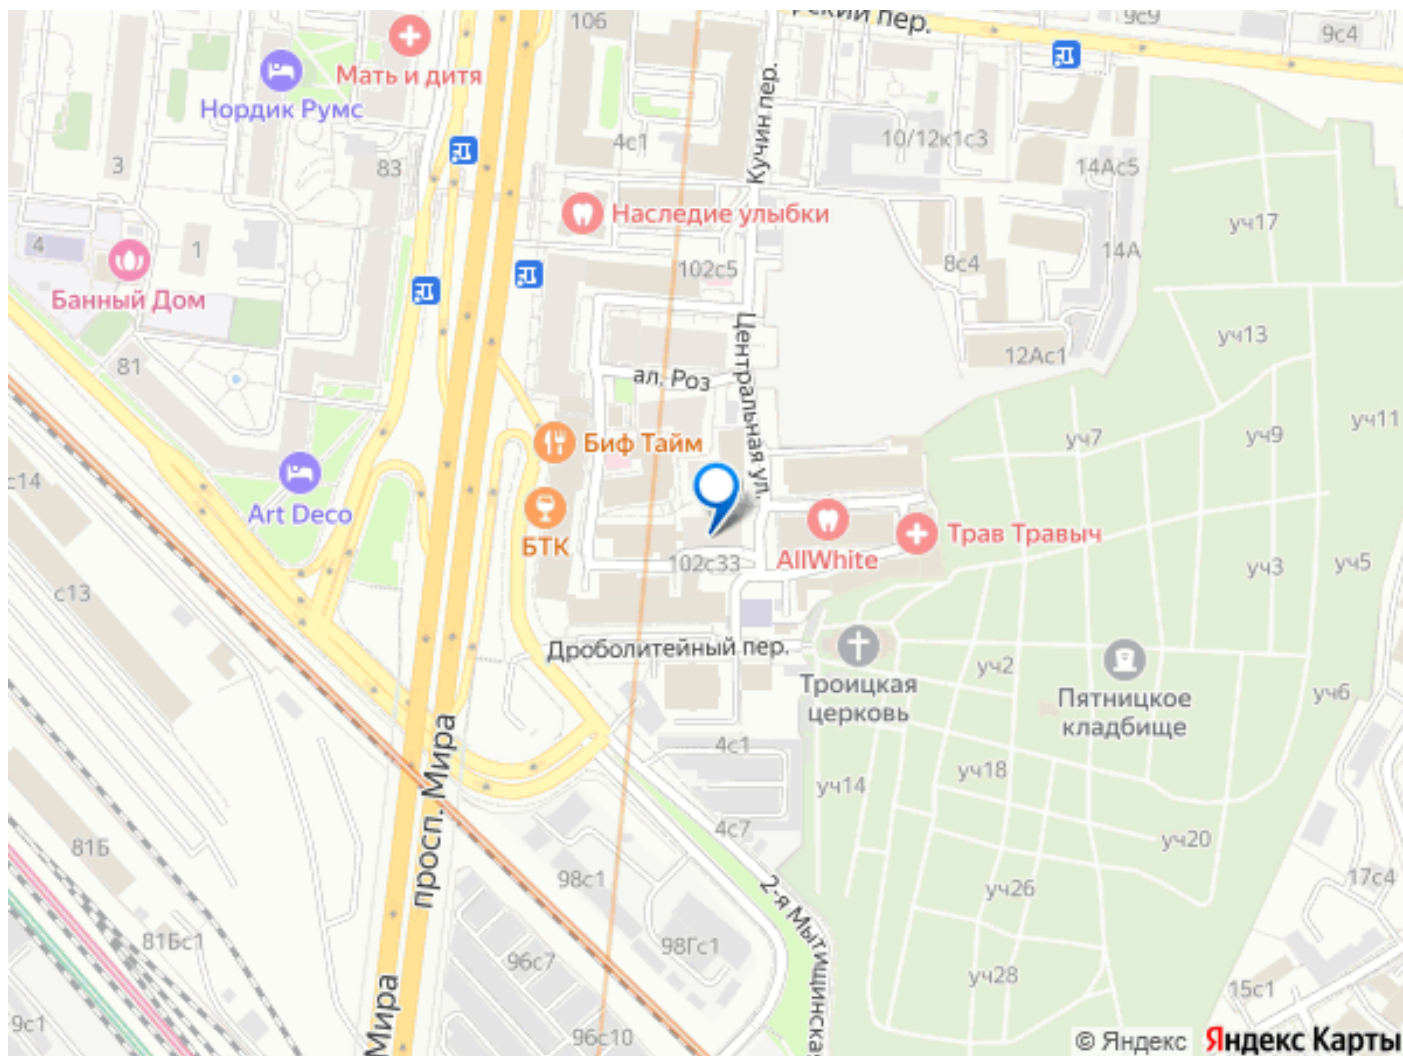 106
ский пер.
9с9
9с4
Мать и дитя
Нордик Румс
Кучин пер.
4с1
10/12к1с3
14Ас5
3
83
Наследие улыбки
уч17
4
1
102с5
8с4
14А
Банный Дом
Центральная ул.
уч13
81
12Ас1
ал. Роз
уч11
Биф Тайм
уч7
уч9
с14
Art Deco
БТК
AllWhite
Трав Травыч
102с33
уч3
уч5
с13
Дроболитейный пер.
Троицкая
церковь
уч2
Пятницкое
кладбище
уч6
4с1
просп. Мира
уч14
уч18
4с7
81Б
уч20
98с1
2-я Мытищинская
уч26
17с4
81Бс1
98Гс1
96с7
уч28
15с1
9с1
Мира
96с10
© Яндекс
Яндекс Карты